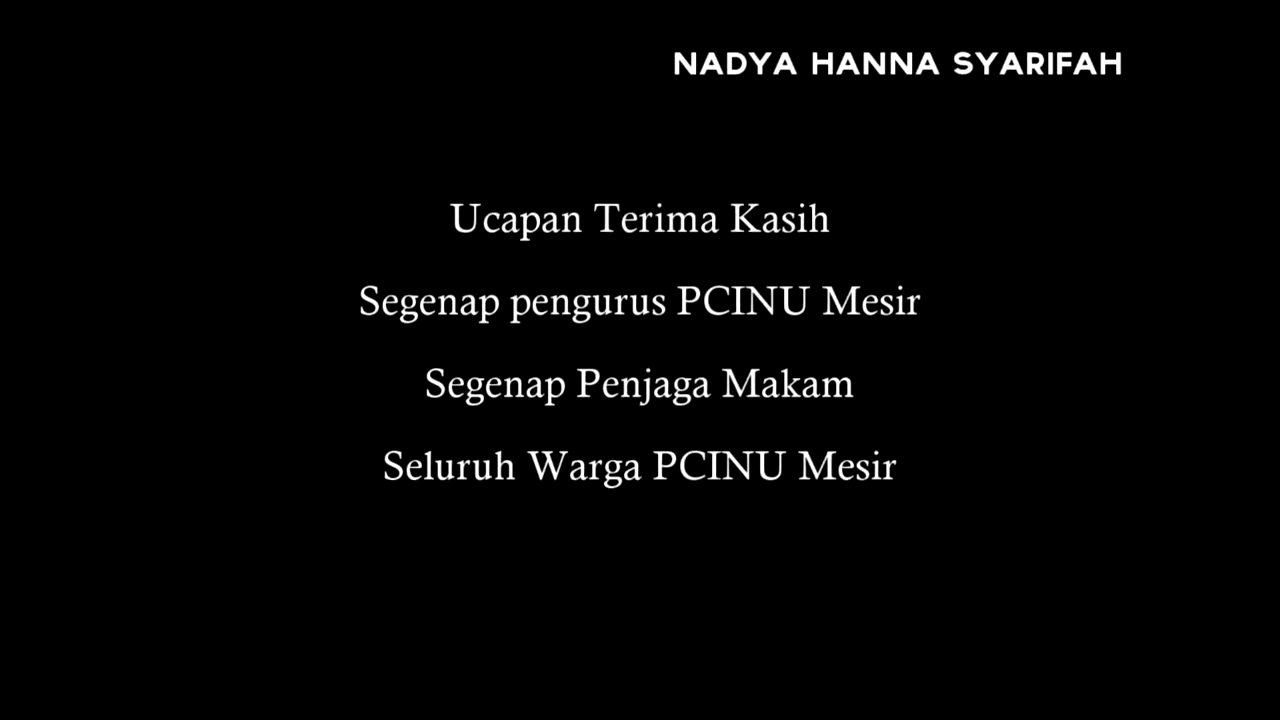 NADYA HANNA SYARIFAH
Ucapan Terima Kasih
Segenap pengurus PCINU Mesir
Segenap Penjaga Makam
Seluruh Warga PCINU Mesir